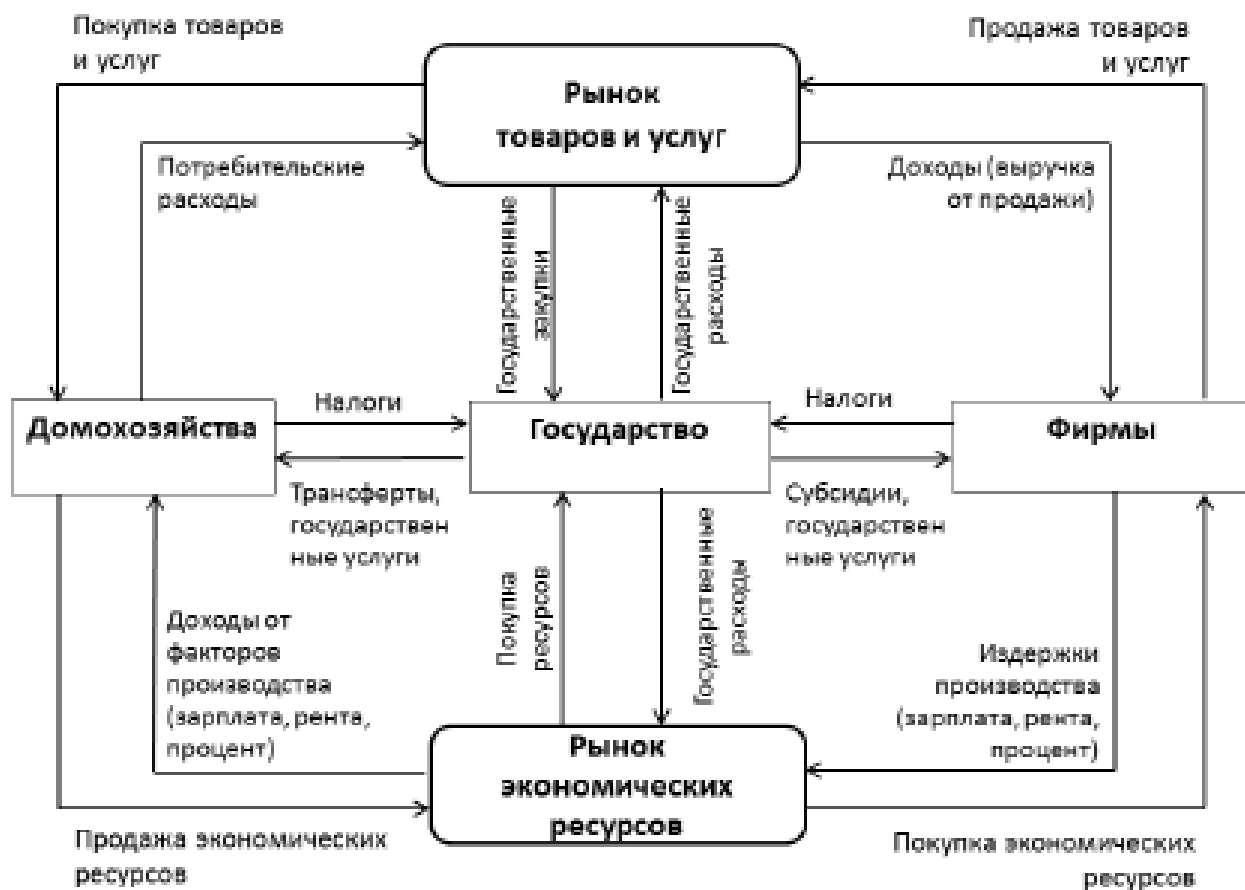 Покупка товаров
и услуг
Продажа товаров
и услуг
Рынок
товаров и услуг
Потребительские
расходы
Доходы (выручка
от продажи)
Государственные
закупки
Государственные
расходы
Домохозяйства
Налоги
Государство
Налоги
Фирмы
Трансферты,
государствен
ные услуги
Субсидии,
государствен
ные услуги
Покупка
ресурсов
Государственные
расходы
Доходы от
факторов
производства
(зарплата, рента,
процент)
Издержки
производства
(зарплата, рента,
процент)
Рынок
экономических
ресурсов
Продажа экономических
ресурсов
Покупка экономических
ресурсов